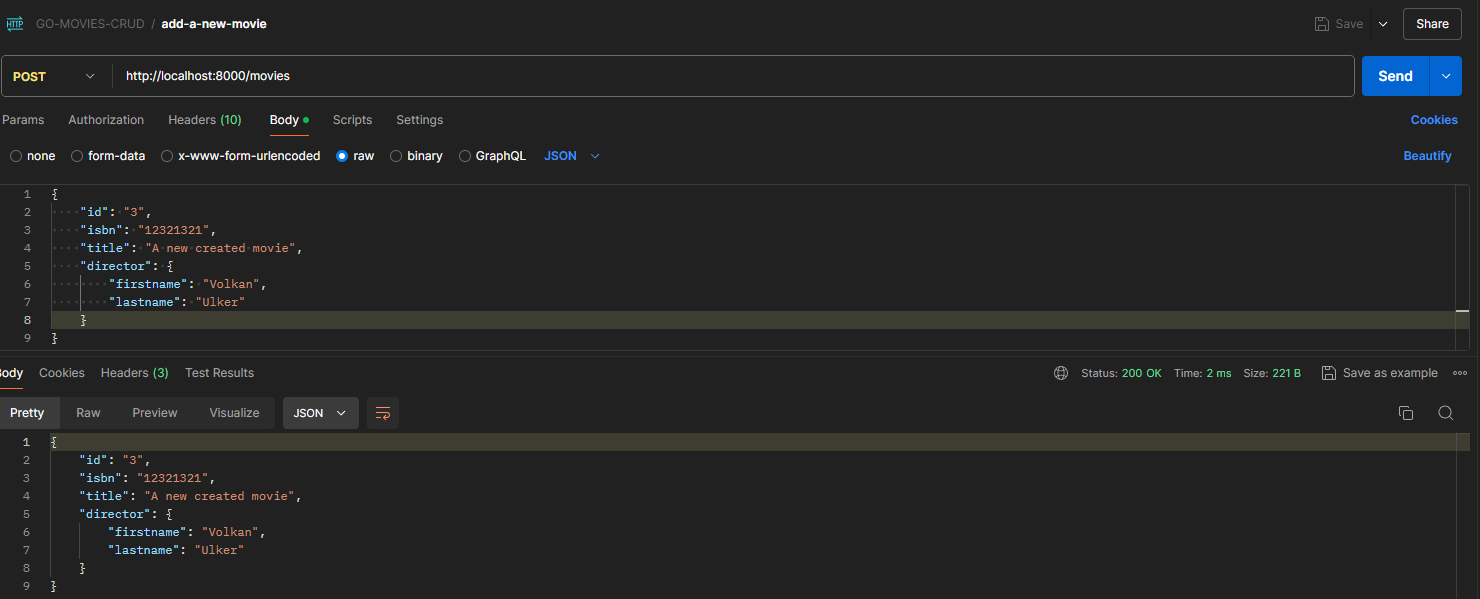 HTTP GO-MOVIES-CRUD / add-a-new-movie Save Share
POST http://localhost:8000/movies Send
Params Authorization Headers (10) Body Scripts Settings Cookies
none form-data x-www-form-urlencoded raw binary GraphQL JSON Beautify
1 {
2 "id": "3",
3 "isbn": "12321321",
4 "title": "A new created movie",
5 "director": {
6 "firstname": "Volkan",
7 "lastname": "Ulker"
8 }
9 }
Body Cookies Headers (3) Test Results Status: 200 OK Time: 2 ms Size: 221 B Save as example
Pretty Raw Preview Visualize JSON
1 {
2 "id": "3",
3 "isbn": "12321321",
4 "title": "A new created movie",
5 "director": {
6 "firstname": "Volkan",
7 "lastname": "Ulker"
8 }
9 }